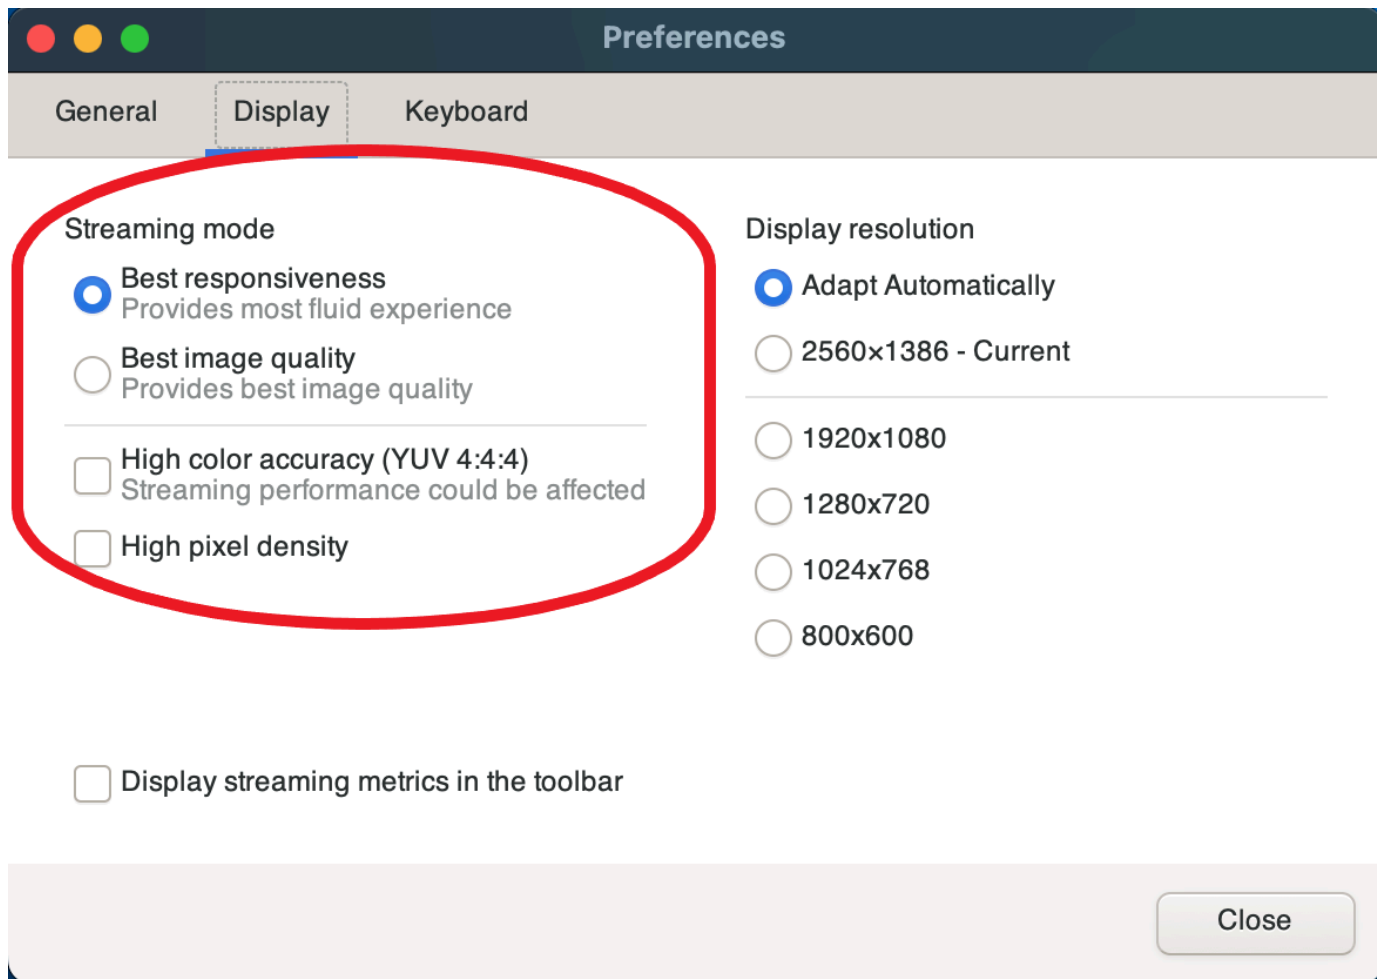 Preferences
General
Display
Keyboard
Streaming mode
Best responsiveness
Provides most fluid experience
Best image quality
Provides best image quality
High color accuracy (YUV 4:4:4)
Streaming performance could be affected
High pixel density
Display resolution
Adapt Automatically
2560×1386 - Current
1920x1080
1280x720
1024x768
800x600
Display streaming metrics in the toolbar
Close